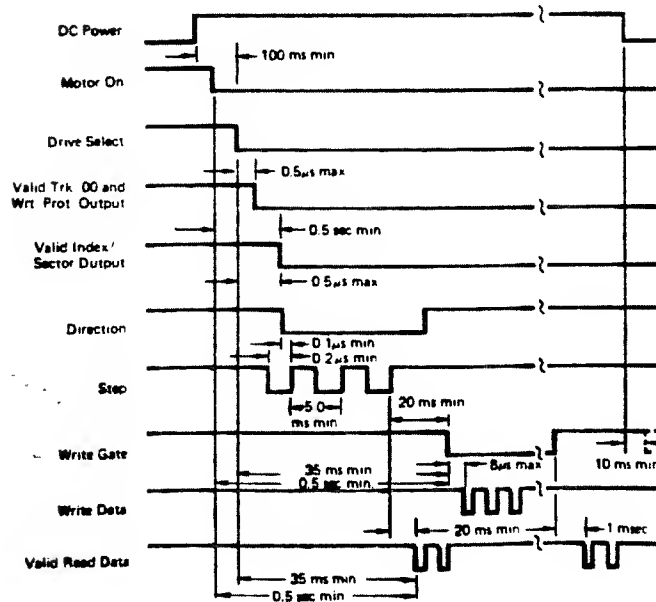 DC Power
100 ms min
Motor On
Drive Select
0.5μs max
Valid Trk 00 and
Wrt Prot Output
0.5 sec min
Valid Index/
Sector Output
0.5μs max
Direction
0.1μs min
0.2μs min
Step
20 ms min
5.0
ms min
Write Gate
8μs max
10 ms min
35 ms min
0.5 sec min.
Write Data
20 ms min
1 msec
Valid Read Data
35 ms min
0.5 sec min